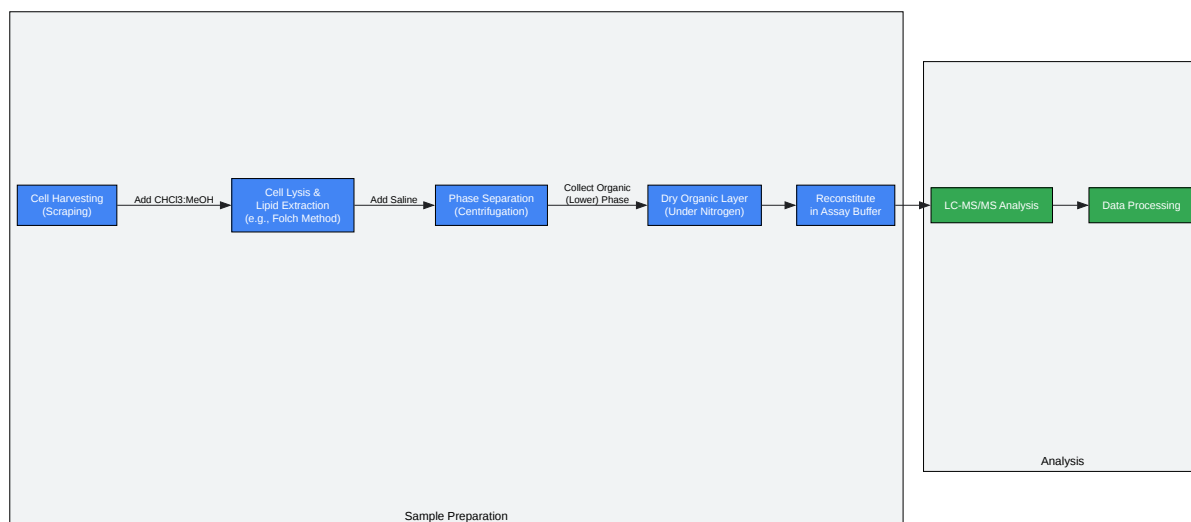 Cell Harvesting
(Scraping)
Add CHCl3:MeOH
Cell Lysis &
Lipid Extraction
(e.g., Folch Method)
Add Saline
Phase Separation
(Centrifugation)
Collect Organic
(Lower) Phase
Dry Organic Layer
(Under Nitrogen)
Reconstitute
in Assay Buffer
LC-MS/MS Analysis
Data Processing
Analysis
Sample Preparation